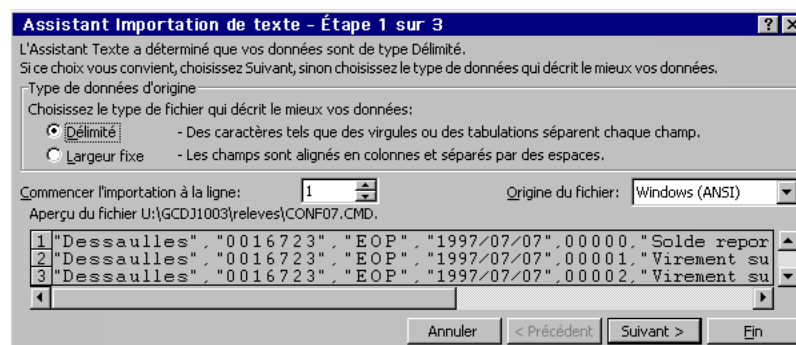 Assistant Importation de texte - Étape 1 sur 3
L'Assistant Texte a déterminé que vos données sont de type Délimité.
Si ce choix vous convient, choisissez Suivant, sinon choisissez le type de données qui décrit le mieux vos données.
Type de données d'origine
Choisissez le type de fichier qui décrit le mieux vos données:
Délimité - Des caractères tels que des virgules ou des tabulations séparent chaque champ.
Largeur fixe - Les champs sont alignés en colonnes et séparés par des espaces.
Commencer l'importation à la ligne: 1 Origine du fichier: Windows (ANSI)
Aperçu du fichier U:\GCDJ1003\releves\CONF07.CMD.
1 "Dessaulles","0016723","EOP","1997/07/07",00000,"Solde repor
2 "Dessaulles","0016723","EOP","1997/07/07",00001,"Virement su
3 "Dessaulles","0016723","EOP","1997/07/07",00002,"Virement su
Annuler < Précédent Suivant > Fin